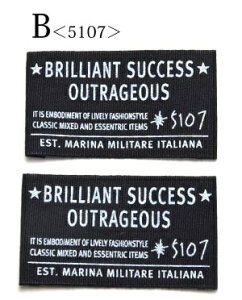 B<5107>
★BRILLIANT SUCCESS★
OUTRAGEOUS
IT IS EMBODIMENT OF LIVELY FASHIONSTYLE
CLASSIC MIXED AND ESSENTRIC ITEMS
5107
EST. MARINA MILITARE ITALIANA
★BRILLIANT SUCCESS★
OUTRAGEOUS
IT IS EMBODIMENT OF LIVELY FASHIONSTYLE
CLASSIC MIXED AND ESSENTRIC ITEMS
5107
EST. MARINA MILITARE ITALIANA